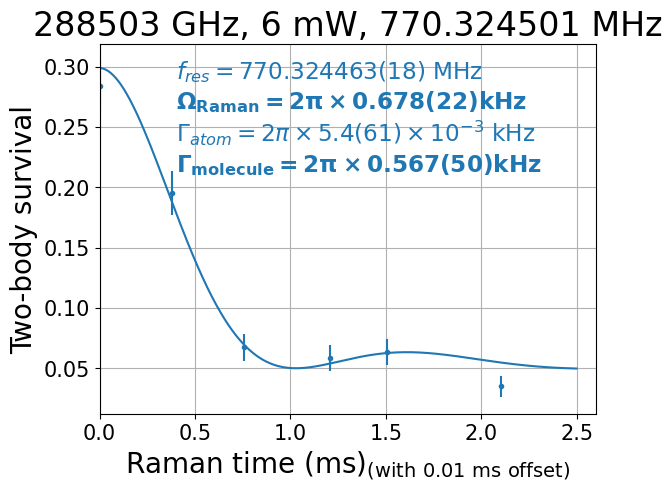 288503 GHz, 6 mW, 770.324501 MHz
f_res = 770.324463(18) MHz
Ω_Raman = 2π × 0.678(22)kHz
Γ_atom = 2π × 5.4(61) × 10⁻³ kHz
Γ_molecule = 2π × 0.567(50)kHz
Two-body survival
0.30
0.25
0.20
0.15
0.10
0.05
0.0 0.5 1.0 1.5 2.0 2.5
Raman time (ms)(with 0.01 ms offset)